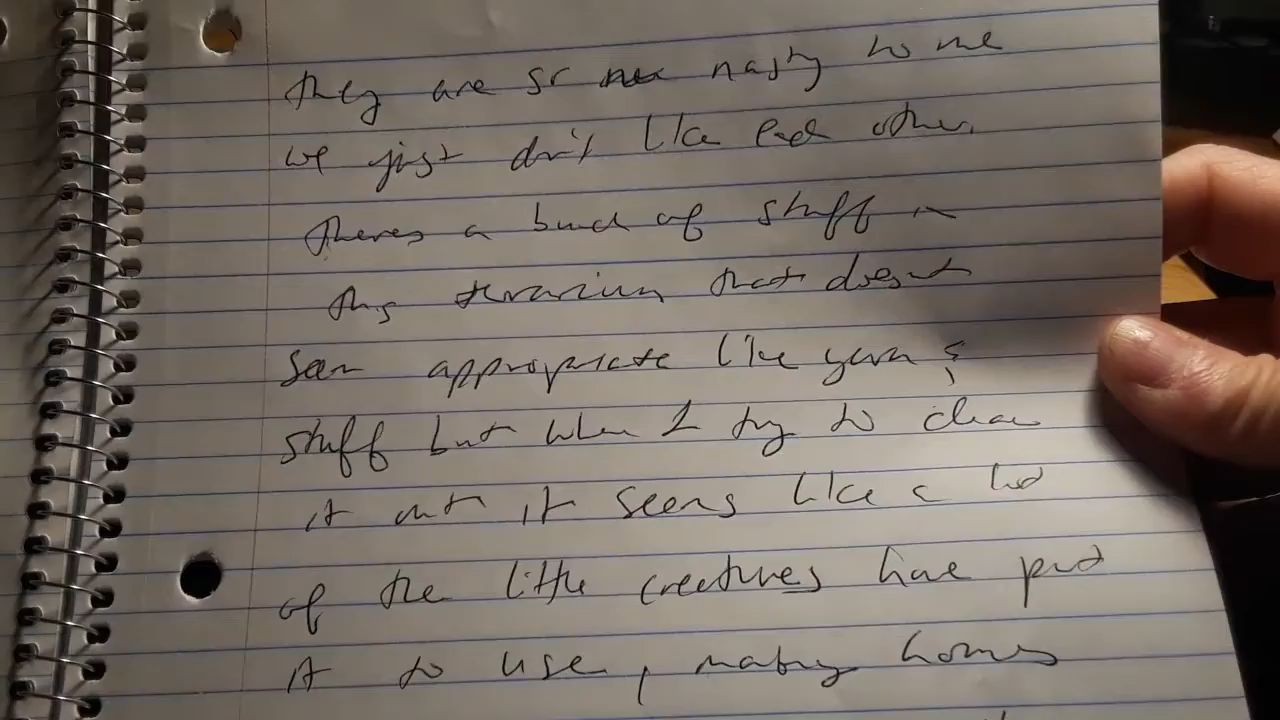 they are so nasty to me
we just don't like each other.
theres a bunch of stuff in
this terrarium that doesnt
seem appropriate like yarn &
stuff but when I try to clean
it out it seems like a lot
of the little creatures have put
it to use, making homes